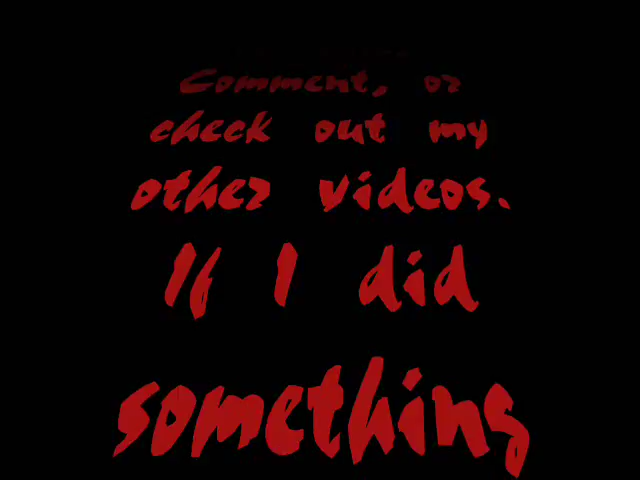 Comment, or
check out my
other videos.
If I did
something